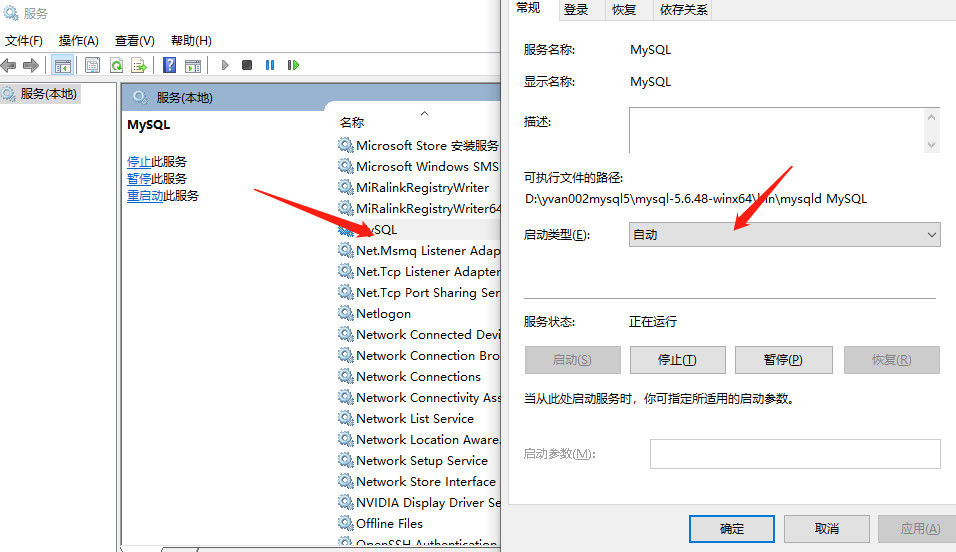 服务
文件(F) 操作(A) 查看(V) 帮助(H)
服务(本地)
服务(本地)
MySQL
停止此服务
暂停此服务
重启动此服务
名称
Microsoft Store 安装服务
Microsoft Windows SMS
MiRalinkRegistryWriter
MiRalinkRegistryWriter64
MySQL
Net.Msmq Listener Adap
Net.Tcp Listener Adapter
Net.Tcp Port Sharing Ser
Netlogon
Network Connected Devi
Network Connection Bro
Network Connections
Network Connectivity Ass
Network List Service
Network Location Aware
Network Setup Service
Network Store Interface
NVIDIA Display Driver Se
Offline Files
OpenSSH Authentication
常规 登录 恢复 依存关系
服务名称: MySQL
显示名称: MySQL
描述:
可执行文件的路径:
D:\yvan002mysql5\mysql-5.6.48-winx64\bin\mysqld MySQL
启动类型(E): 自动
服务状态: 正在运行
启动(S) 停止(T) 暂停(P) 恢复(R)
当从此处启动服务时，你可指定所适用的启动参数。
启动参数(M):
确定 取消 应用(A)